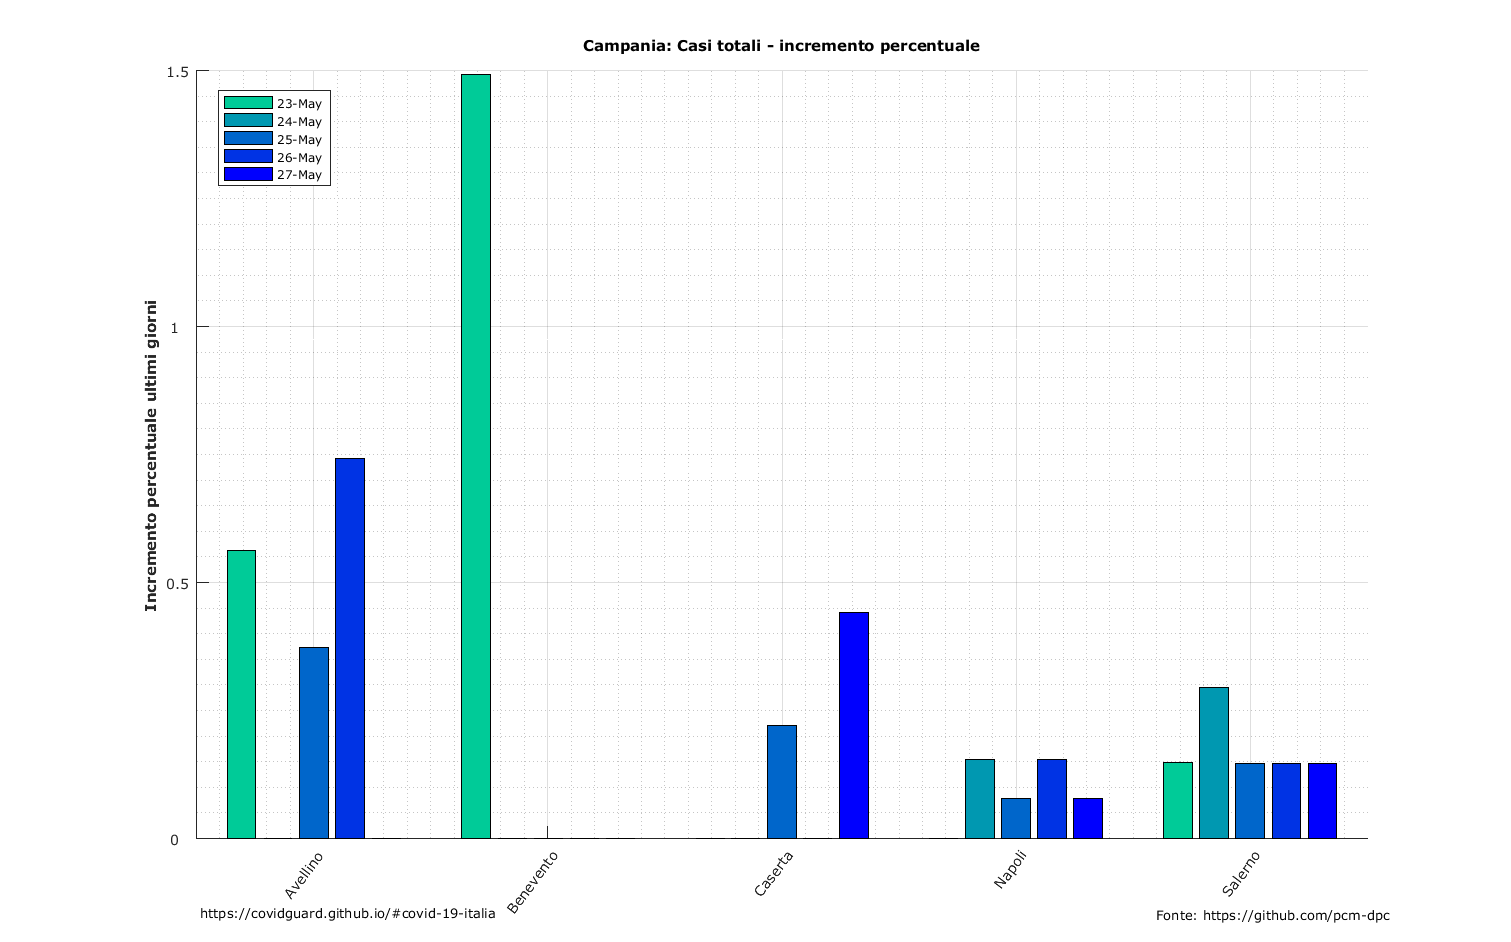 Campania: Casi totali - incremento percentuale
1.5
1
0.5
0
Incremento percentuale ultimi giorni
23-May
24-May
25-May
26-May
27-May
Avellino
Benevento
Caserta
Napoli
Salerno
https://covidguard.github.io/#covid-19-italia
Fonte: https://github.com/pcm-dpc